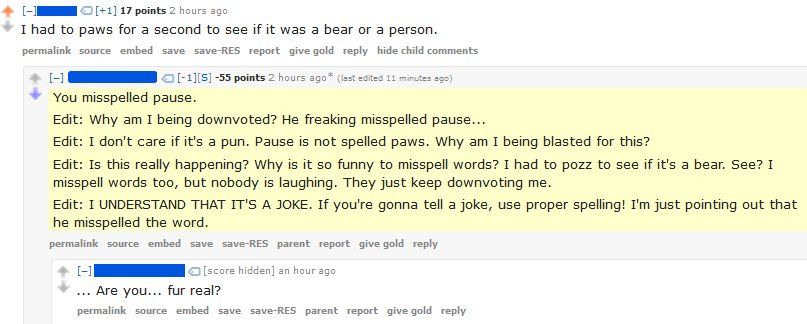 [–] [+1] 17 points 2 hours ago
I had to paws for a second to see if it was a bear or a person.
permalink source embed save save-RES report give gold reply hide child comments
[–] [-1][S] -55 points 2 hours ago* (last edited 11 minutes ago)
You misspelled pause.
Edit: Why am I being downvoted? He freaking misspelled pause...
Edit: I don't care if it's a pun. Pause is not spelled paws. Why am I being blasted for this?
Edit: Is this really happening? Why is it so funny to misspell words? I had to pozz to see if it's a bear. See? I
misspell words too, but nobody is laughing. They just keep downvoting me.
Edit: I UNDERSTAND THAT IT'S A JOKE. If you're gonna tell a joke, use proper spelling! I'm just pointing out that
he misspelled the word.
permalink source embed save save-RES parent report give gold reply
[–] [score hidden] an hour ago
... Are you... fur real?
permalink source embed save save-RES parent report give gold reply